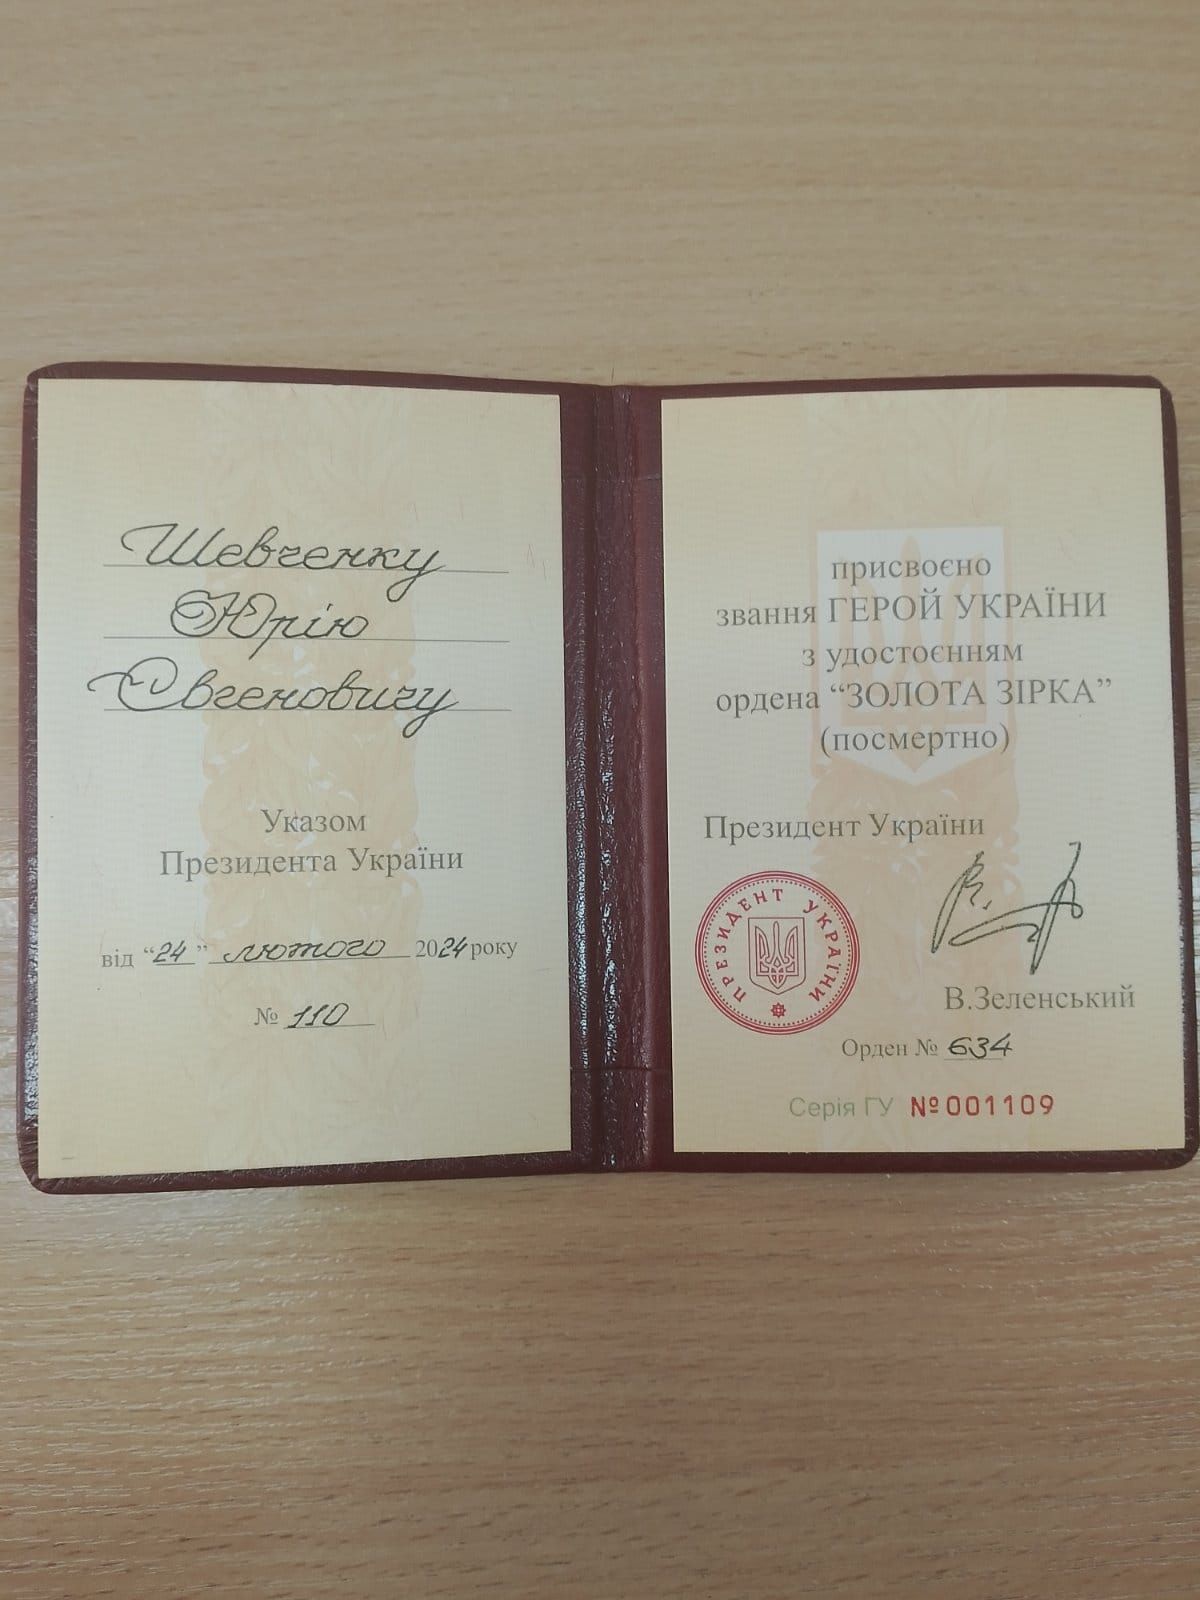 Шевченку
Юрію
Євгеновичу
Указом
Президента України
від “24” лютого 2024 року
№ 110
присвоєно
звання ГЕРОЙ УКРАЇНИ
з удостоєнням
ордена “ЗОЛОТА ЗІРКА”
(посмертно)
Президент України
ПРЕЗИДЕНТ УКРАЇНИ
В.Зеленський
Орден № 634
Серія ГУ №001109